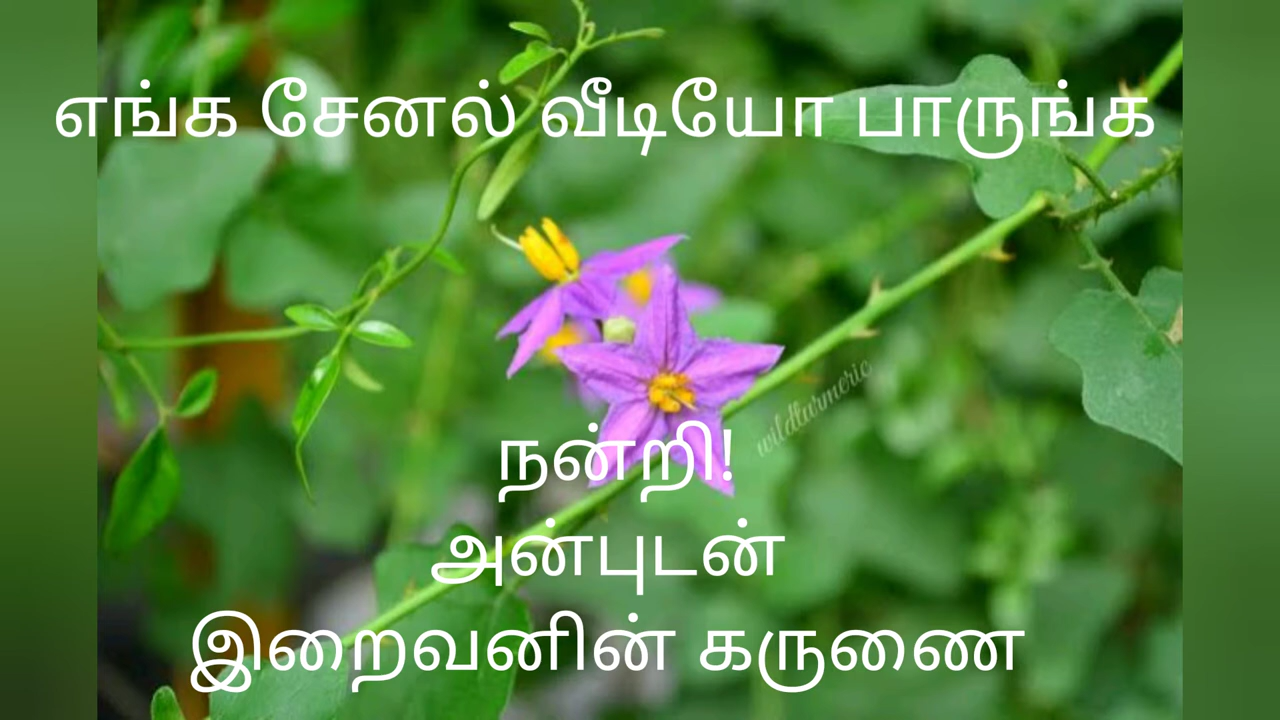 எங்க சேனல் வீடியோ பாருங்க
wildturmeric
நன்றி!
அன்புடன்
இறைவனின் கருணை